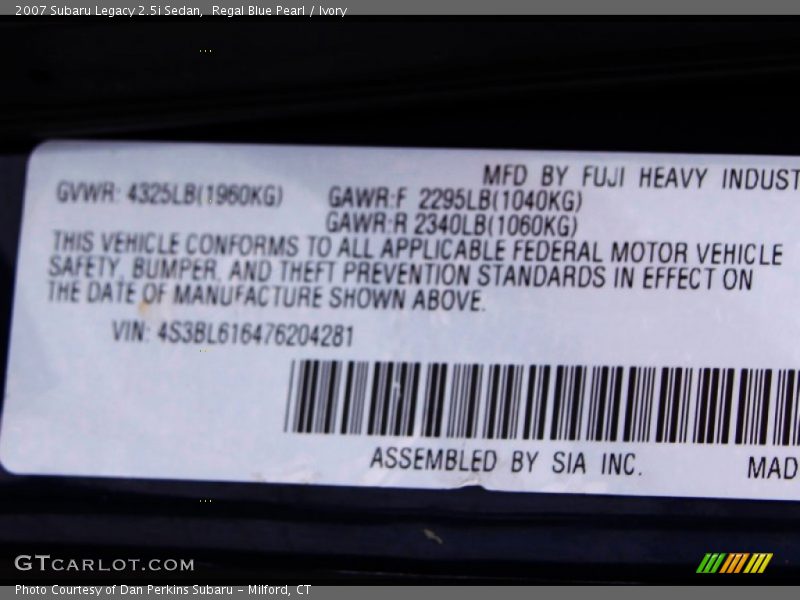 2007 Subaru Legacy 2.5i Sedan, Regal Blue Pearl / Ivory
MFD BY FUJI HEAVY INDUST
GVWR: 4325LB(1960KG) GAWR:F 2295LB(1040KG)
GAWR:R 2340LB(1060KG)
THIS VEHICLE CONFORMS TO ALL APPLICABLE FEDERAL MOTOR VEHICLE
SAFETY, BUMPER, AND THEFT PREVENTION STANDARDS IN EFFECT ON
THE DATE OF MANUFACTURE SHOWN ABOVE.
VIN: 4S3BL616476204281
ASSEMBLED BY SIA INC. MAD
GTCARLOT.COM
Photo Courtesy of Dan Perkins Subaru - Milford, CT